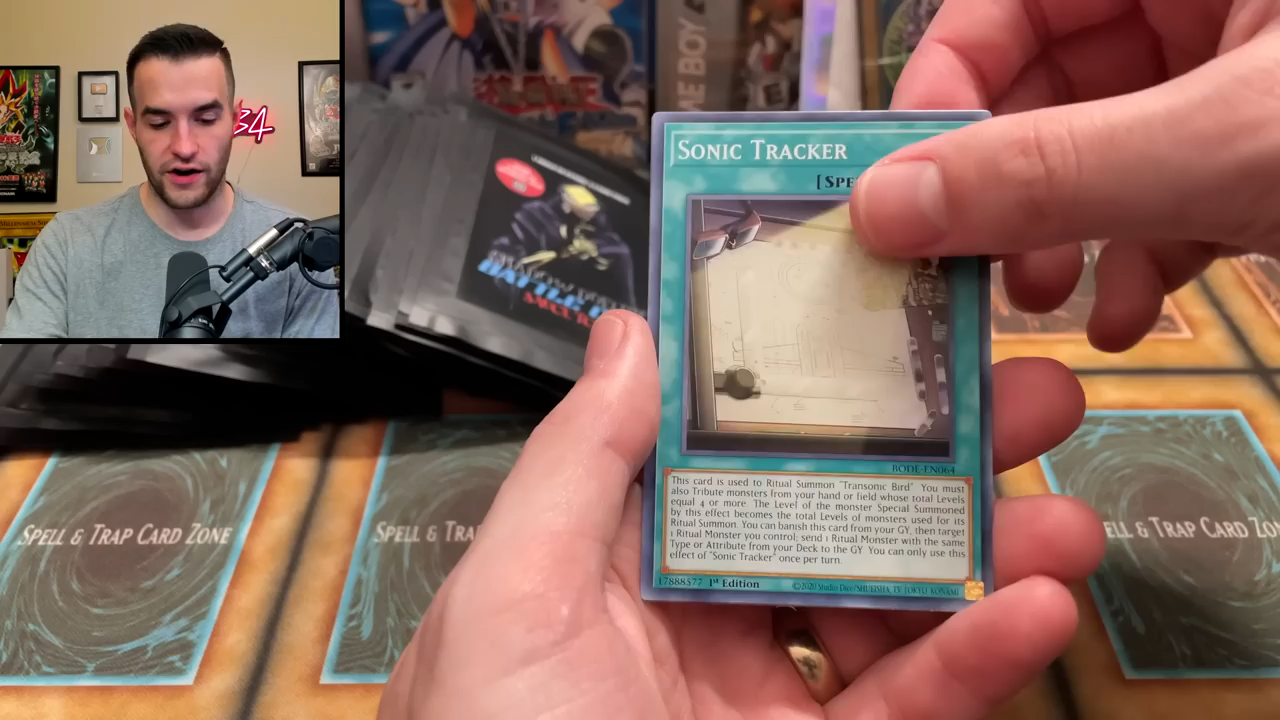 34
GAME BOY
SONIC TRACKER
[SPE
BATTLE
BODE-EN064
This card is used to Ritual Summon "Transonic Bird". You must
also Tribute monsters from your hand or field whose total Levels
equal 4 or more. The Level of the monster Special Summoned
by this effect becomes the total Levels of monsters used for its
Ritual Summon. You can banish this card from your GY, then target
1 Ritual Monster you control; send 1 Ritual Monster with the same
Type or Attribute from your Deck to the GY. You can only use this
effect of "Sonic Tracker" once per turn.
17888577 1st Edition ©2020 Studio Dice/SHUEISHA, TV TOKYO, KONAMI
SPELL & TRAP CARD ZONE
SPELL & TRA
ELL & TRAP CARD ZO